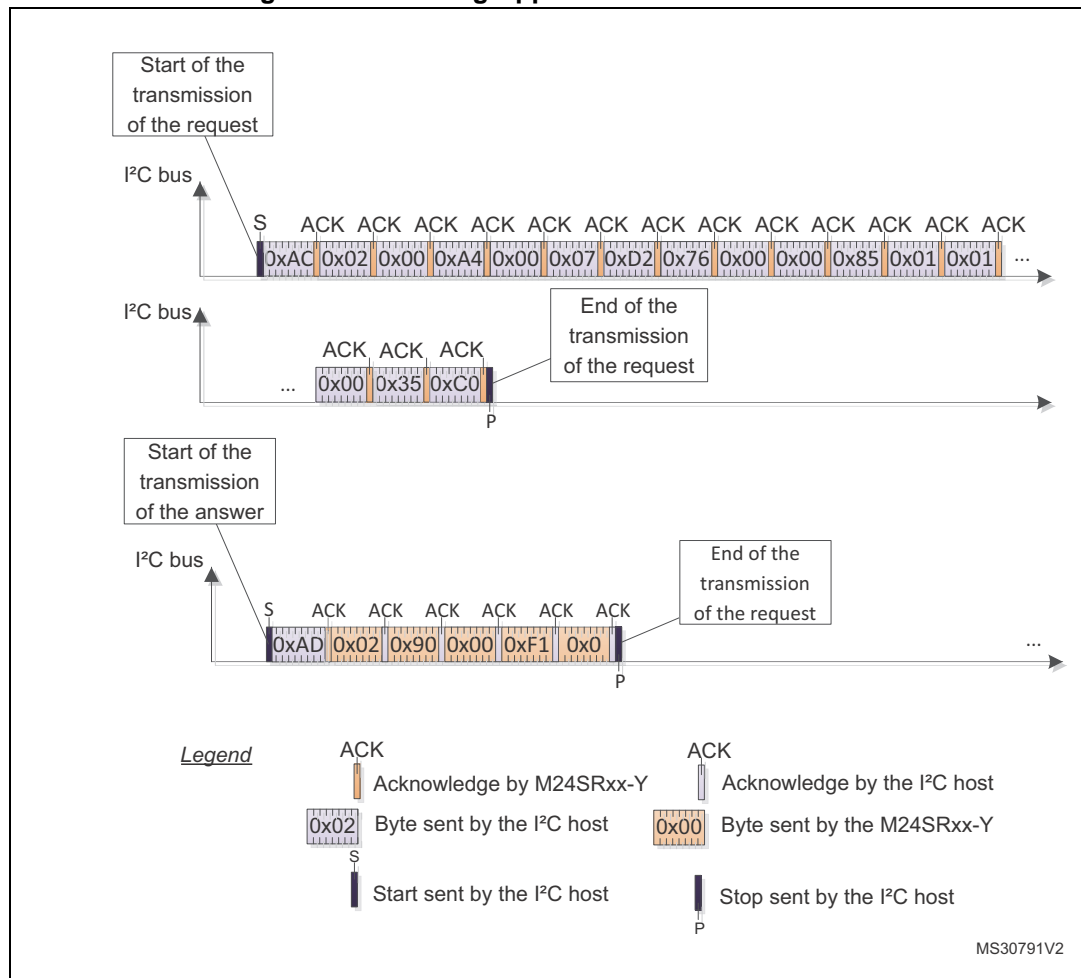 Start of the
transmission
of the request
I²C bus
S ACK ACK ACK ACK ACK ACK ACK ACK ACK ACK ACK ACK ACK
0xAC 0x02 0x00 0xA4 0x00 0x07 0xD2 0x76 0x00 0x00 0x85 0x01 0x01 ...
I²C bus
End of the
transmission
of the request
ACK ACK ACK
... 0x00 0x35 0xC0
P
Start of the
transmission
of the answer
I²C bus
End of the
transmission
of the request
S ACK ACK ACK ACK ACK ACK
0xAD 0x02 0x90 0x00 0xF1 0x0 ...
P
Legend
ACK
Acknowledge by M24SRxx-Y
ACK
Acknowledge by the I²C host
0x02 Byte sent by the I²C host
0x00 Byte sent by the M24SRxx-Y
S
Start sent by the I²C host
Stop sent by the I²C host
P
MS30791V2